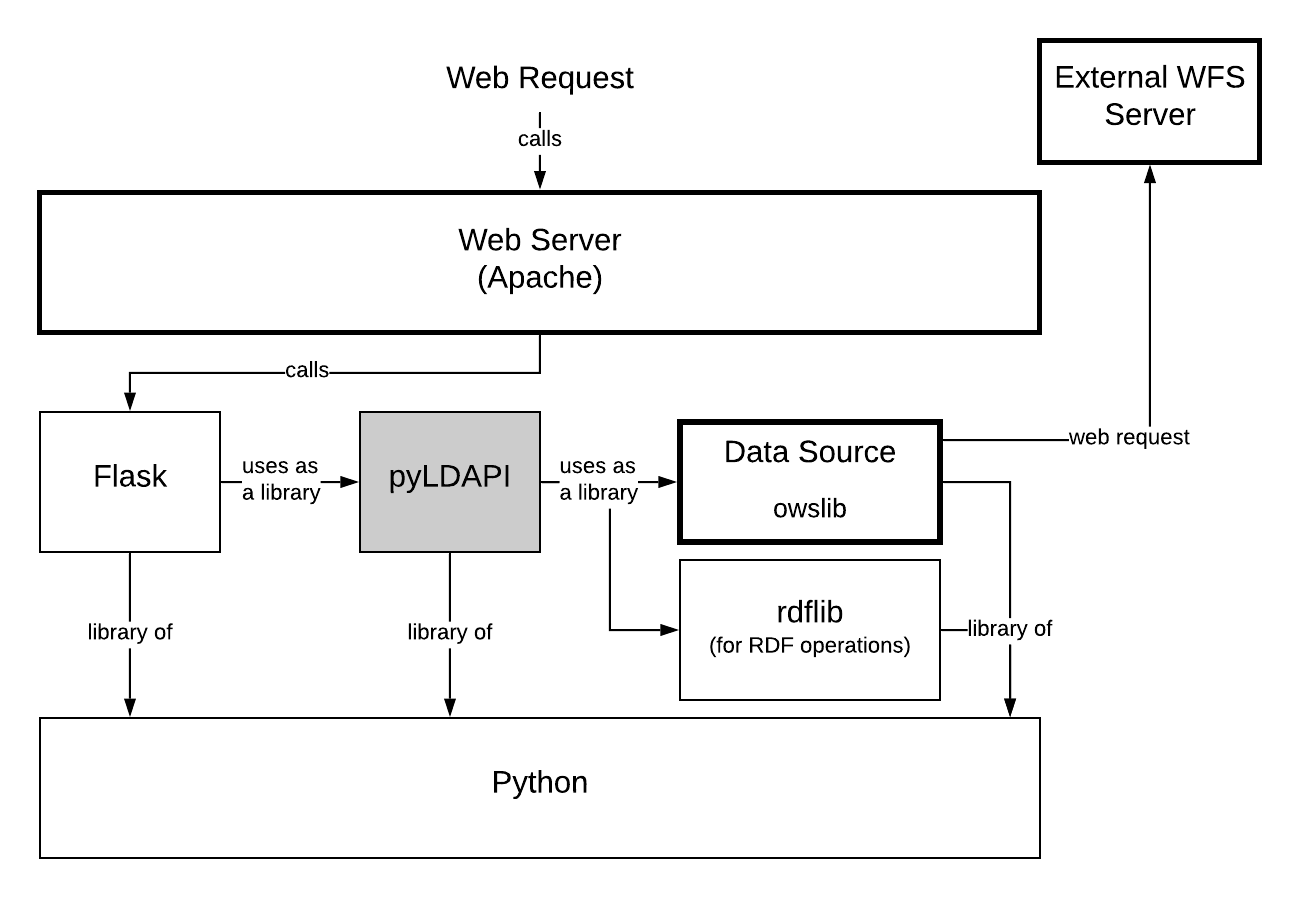 Web Request
External WFS
Server
calls
Web Server
(Apache)
calls
Flask
uses as
a library
pyLDAPI
uses as
a library
Data Source
owslib
web request
rdflib
(for RDF operations)
library of
library of
library of
Python